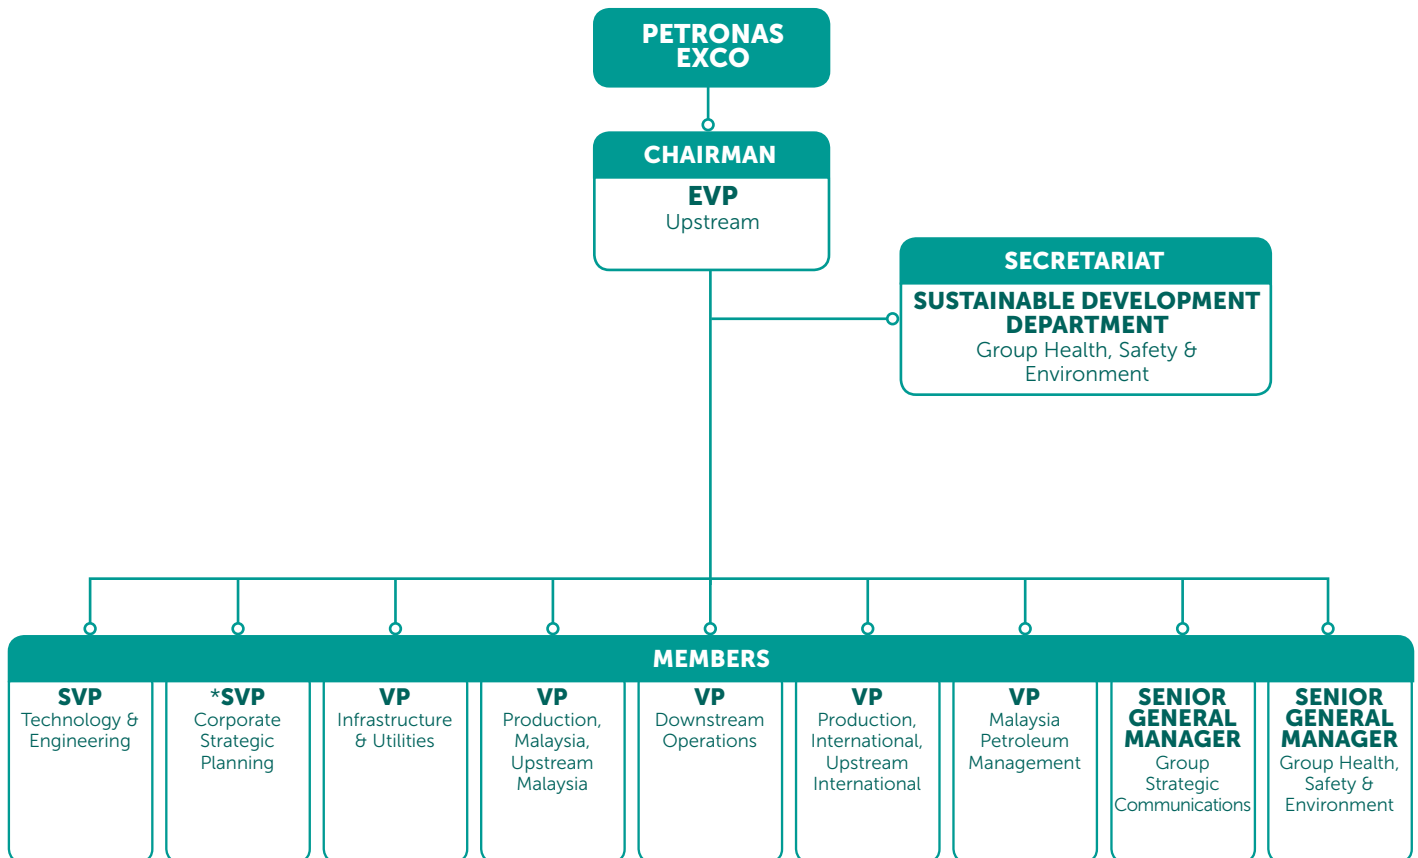 PETRONAS
EXCO
CHAIRMAN
EVP
Upstream
SECRETARIAT
SUSTAINABLE DEVELOPMENT
DEPARTMENT
Group Health, Safety &
Environment
MEMBERS
SVP
Technology &
Engineering
*SVP
Corporate
Strategic
Planning
VP
Infrastructure
& Utilities
VP
Production,
Malaysia,
Upstream
Malaysia
VP
Downstream
Operations
VP
Production,
International,
Upstream
International
VP
Malaysia
Petroleum
Management
SENIOR
GENERAL
MANAGER
Group
Strategic
Communications
SENIOR
GENERAL
MANAGER
Group Health,
Safety &
Environment